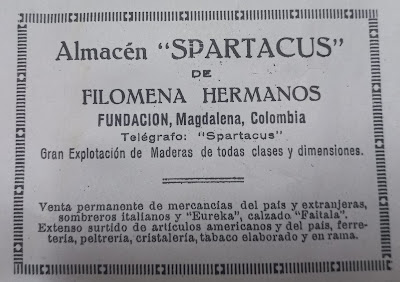 Almacén "SPARTACUS"
DE
FILOMENA HERMANOS
FUNDACION, Magdalena, Colombia
Telégrafo: "Spartacus"
Gran Explotación de Maderas de todas clases y dimensiones.
Venta permanente de mercancías del país y extranjeras,
sombreros italianos y "Eureka", calzado "Faitala".
Extenso surtido de artículos americanos y del país, ferre-
tería, peltrería, cristalería, tabaco elaborado y en rama.